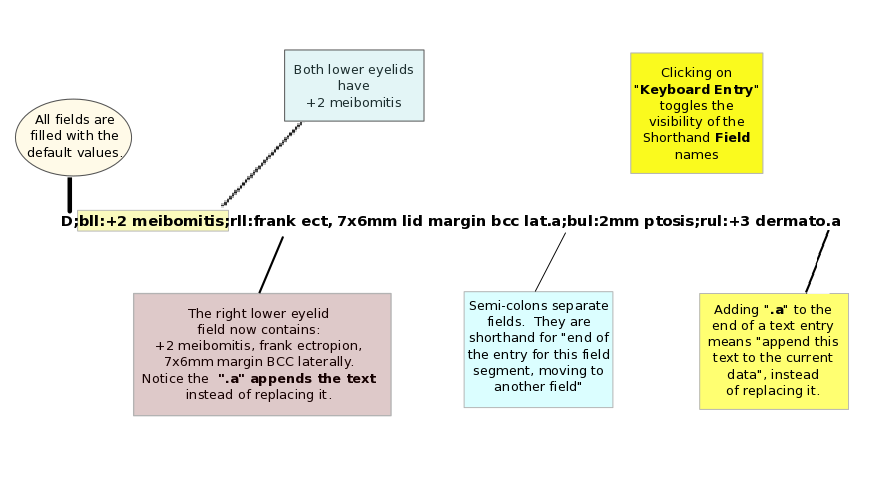 Both lower eyelids
have
+2 meibomitis
Clicking on
"Keyboard Entry"
toggles the
visibility of the
Shorthand Field
names
All fields are
filled with the
default values.
D;bll:+2 meibomitis;rll:frank ect, 7x6mm lid margin bcc lat.a;bul:2mm ptosis;rul:+3 dermato.a
The right lower eyelid
field now contains:
+2 meibomitis, frank ectropion,
7x6mm margin BCC laterally.
Notice the ".a" appends the text
instead of replacing it.
Semi-colons separate
fields. They are
shorthand for "end of
the entry for this field
segment, moving to
another field"
Adding ".a" to the
end of a text entry
means "append this
text to the current
data", instead
of replacing it.